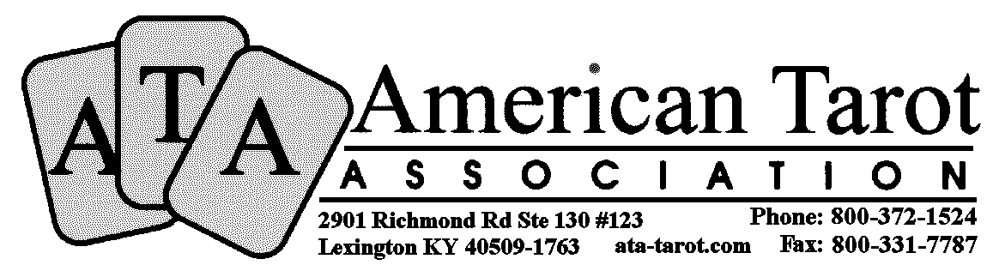 ATA
American Tarot
ASSOCIATION
2901 Richmond Rd Ste 130 #123 Phone: 800-372-1524
Lexington KY 40509-1763 ata-tarot.com Fax: 800-331-7787